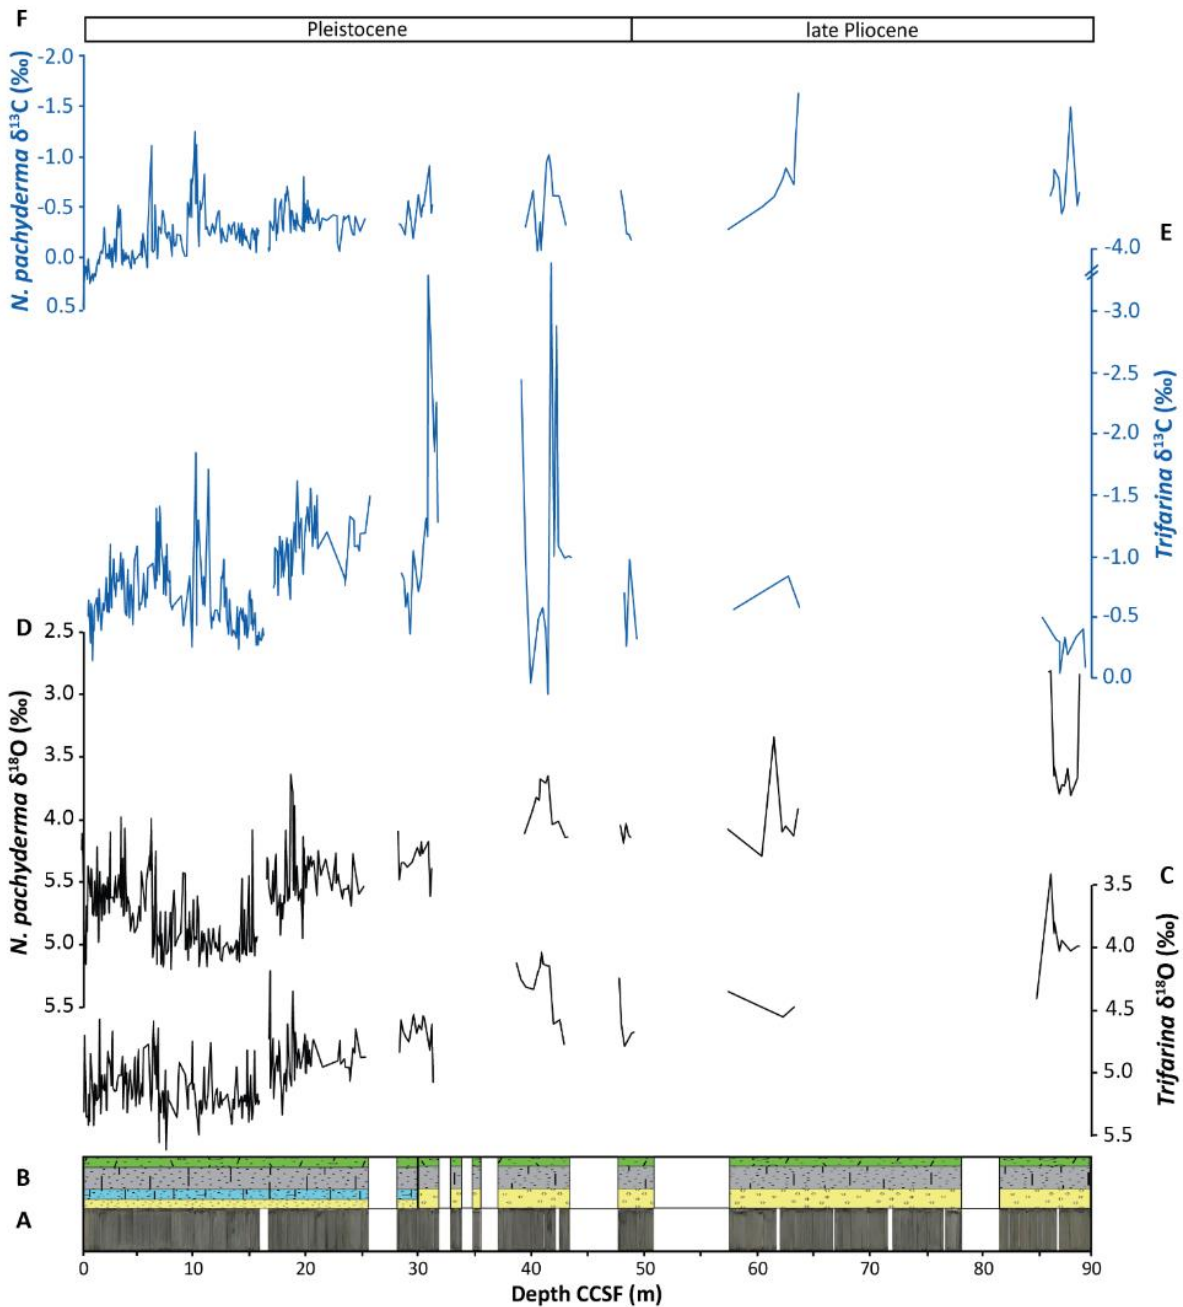 F
Pleistocene
late Pliocene
N. pachyderma δ¹³C (‰)
-2.0
-1.5
-1.0
-0.5
0.0
0.5
E
-4.0
-3.0
-2.5
-2.0
-1.5
-1.0
-0.5
0.0
Trifarina δ¹³C (‰)
D
N. pachyderma δ¹⁸O (‰)
2.5
3.0
3.5
4.0
5.5
5.0
5.5
C
3.5
4.0
4.5
5.0
5.5
Trifarina δ¹⁸O (‰)
B
A
0 10 20 30 40 50 60 70 80 90
Depth CCSF (m)